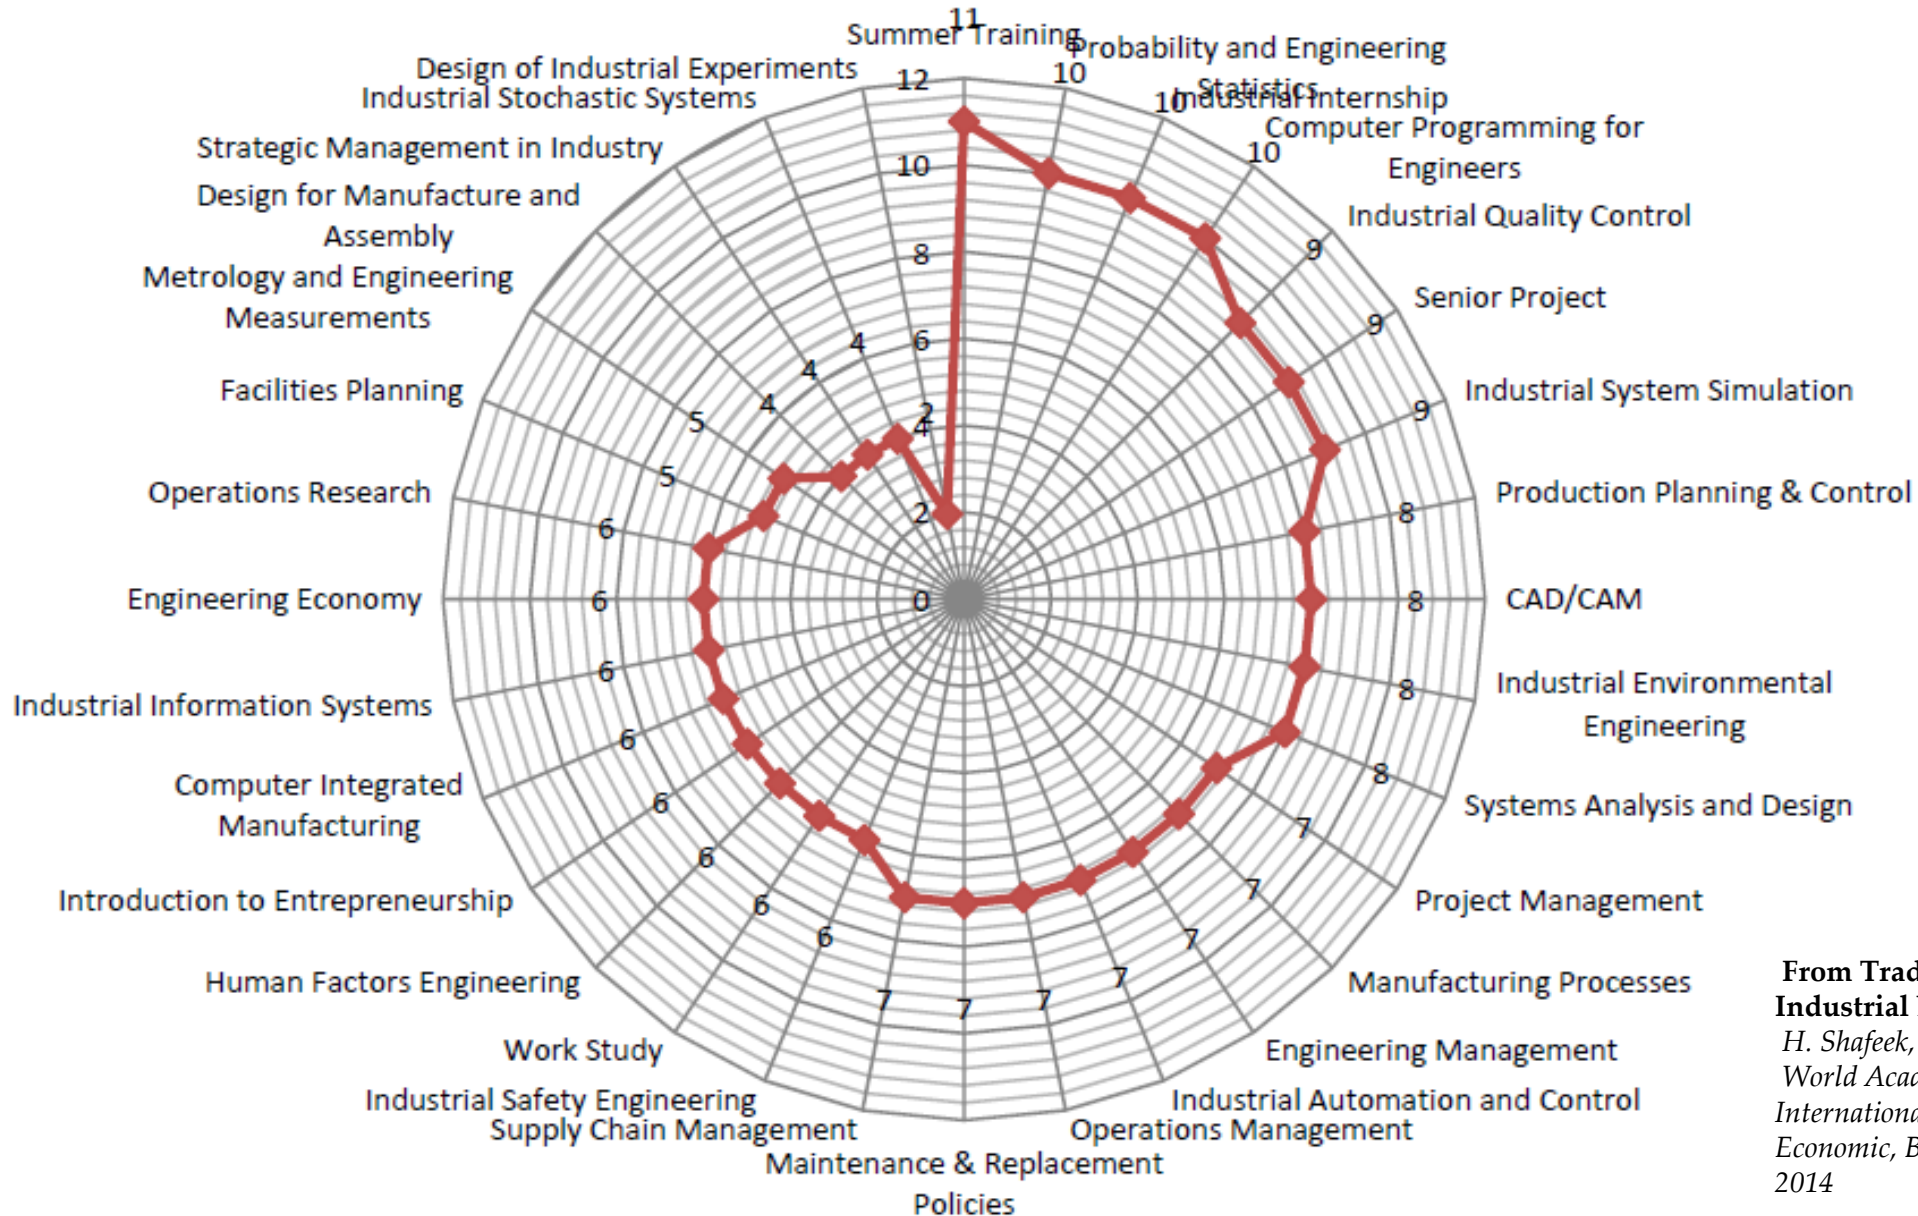 11
Summer Training
10
Probability and Engineering
Statistics
10
Industrial Internship
10
Computer Programming for
Engineers
9
Industrial Quality Control
9
Senior Project
9
Industrial System Simulation
8
Production Planning & Control
8
CAD/CAM
8
Industrial Environmental
Engineering
8
Systems Analysis and Design
7
Project Management
7
Manufacturing Processes
7
Engineering Management
7
Industrial Automation and Control
7
Operations Management
7
Maintenance & Replacement
Policies
7
Supply Chain Management
6
Industrial Safety Engineering
6
Work Study
6
Human Factors Engineering
6
Introduction to Entrepreneurship
6
Computer Integrated
Manufacturing
6
Industrial Information Systems
6
Engineering Economy
6
Operations Research
5
Facilities Planning
5
Metrology and Engineering
Measurements
4
Design for Manufacture and
Assembly
4
Strategic Management in Industry
4
Industrial Stochastic Systems
2
Design of Industrial Experiments
12
10
8
6
4
2
0
From Trad
Industrial
H. Shafeek,
World Acad
Internationa
Economic, B
2014